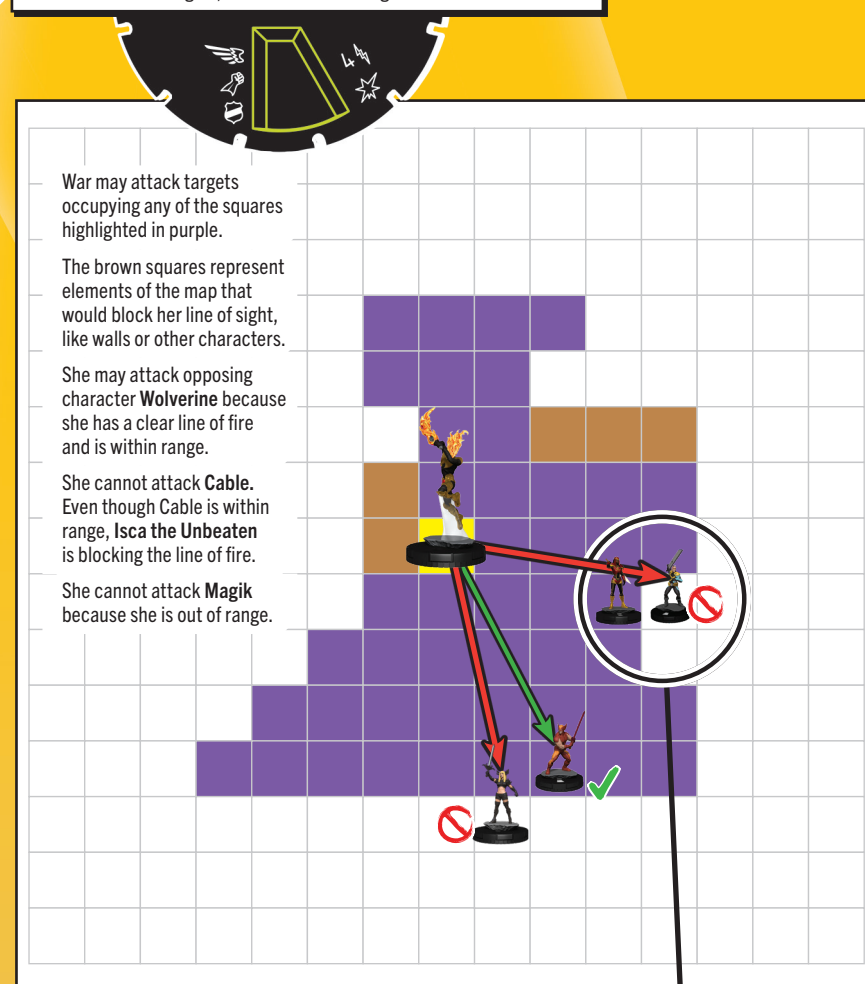 4
War may attack targets
occupying any of the squares
highlighted in purple.
The brown squares represent
elements of the map that
would block her line of sight,
like walls or other characters.
She may attack opposing
character Wolverine because
she has a clear line of fire
and is within range.
She cannot attack Cable.
Even though Cable is within
range, Isca the Unbeaten
is blocking the line of fire.
She cannot attack Magik
because she is out of range.